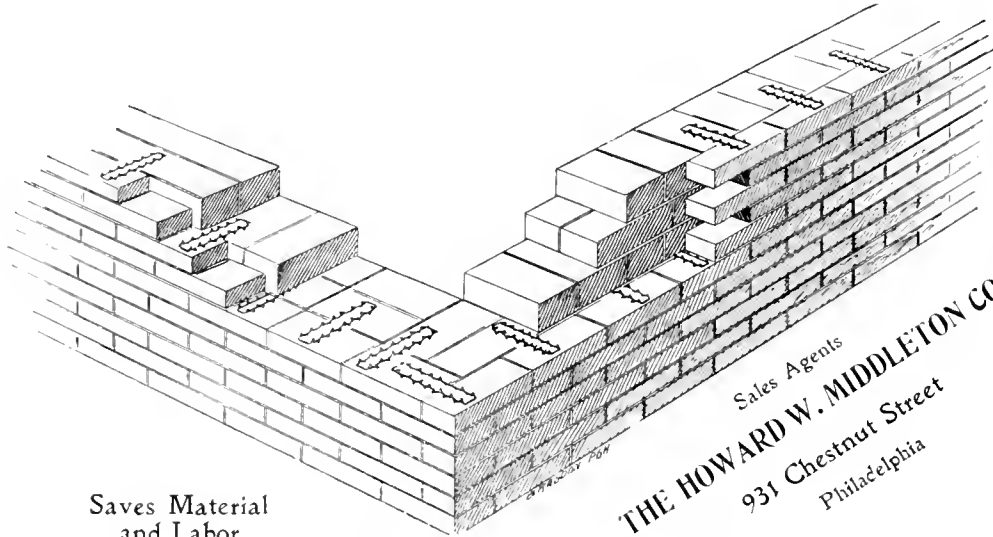 Saves Material
and Labor
Sales Agents
THE HOWARD W. MIDDLETON CO
931 Chestnut Street
Philadelphia